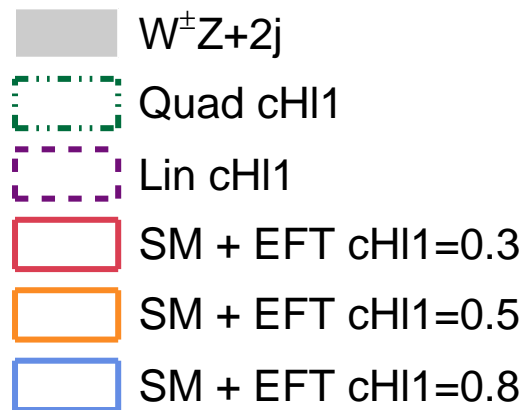 W±Z+2j
Quad cHl1
Lin cHl1
SM + EFT cHl1=0.3
SM + EFT cHl1=0.5
SM + EFT cHl1=0.8